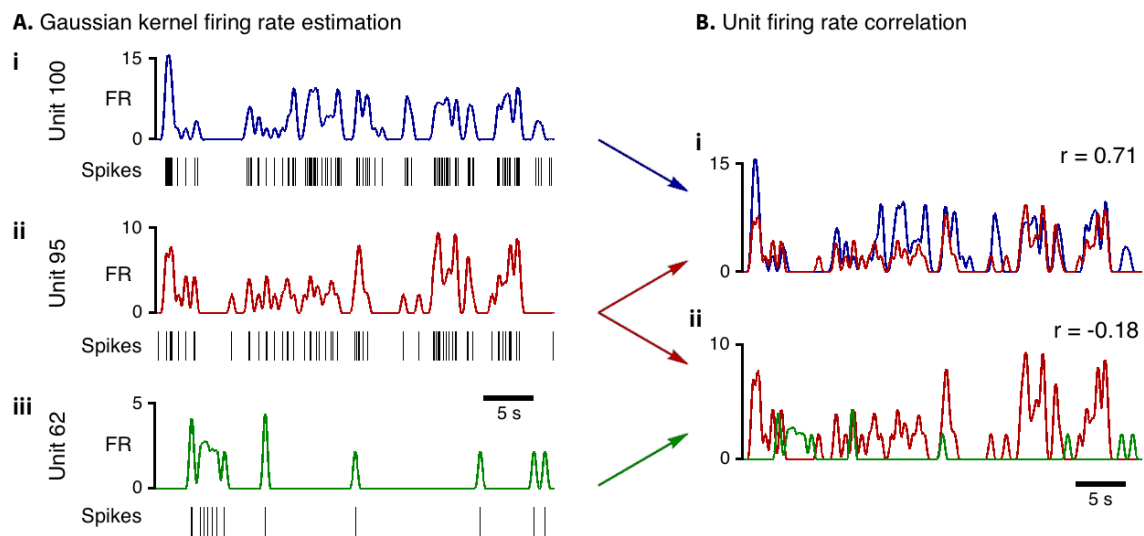 A. Gaussian kernel firing rate estimation
i
Unit 100
15
FR
0
Spikes
ii
Unit 95
10
FR
0
Spikes
iii
Unit 62
5
FR
0
Spikes
5 s
B. Unit firing rate correlation
i
r = 0.71
15
0
ii
r = -0.18
10
0
5 s